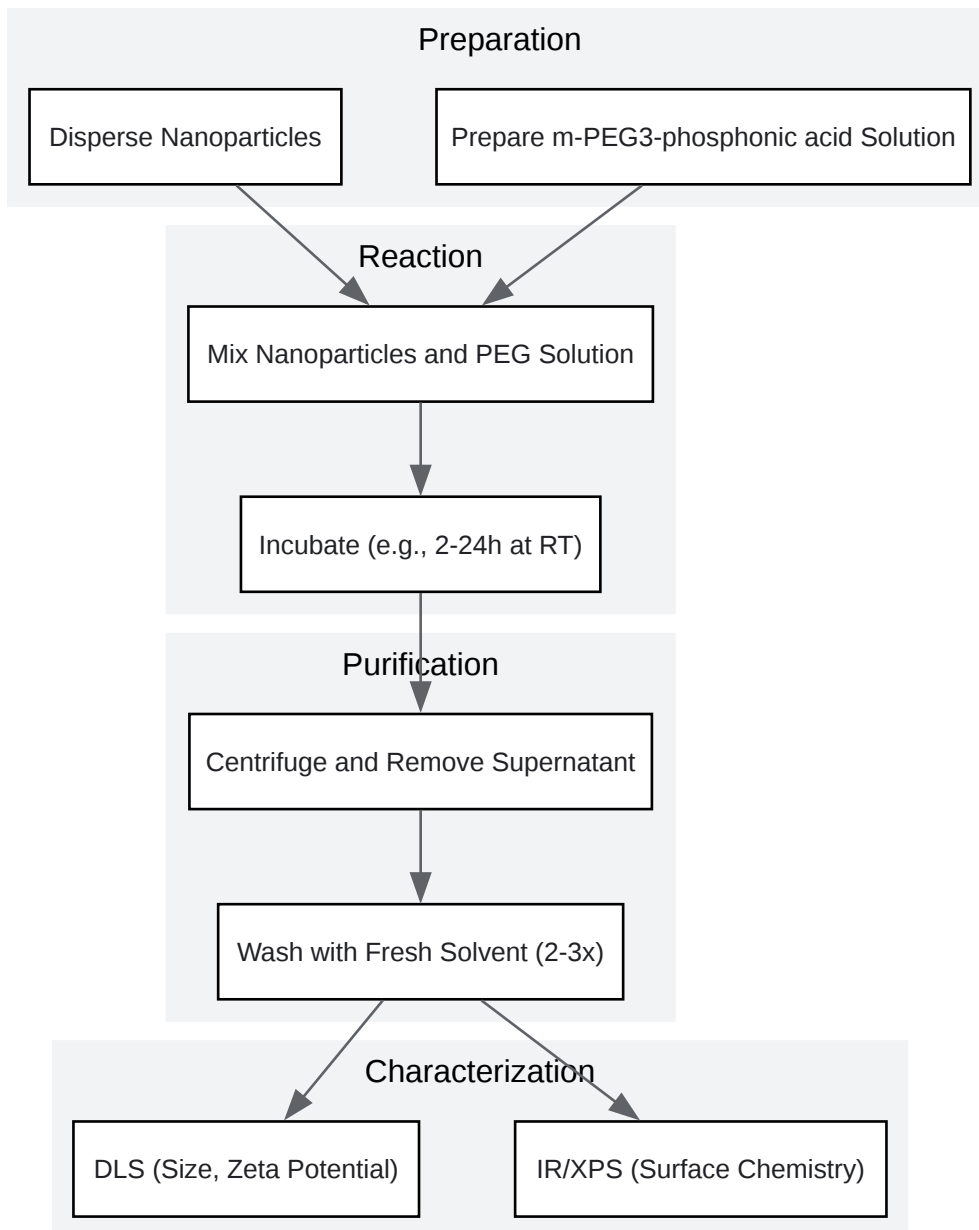 Preparation
Disperse Nanoparticles
Prepare m-PEG3-phosphonic acid Solution
Reaction
Mix Nanoparticles and PEG Solution
Incubate (e.g., 2-24h at RT)
Purification
Centrifuge and Remove Supernatant
Wash with Fresh Solvent (2-3x)
Characterization
DLS (Size, Zeta Potential)
IR/XPS (Surface Chemistry)